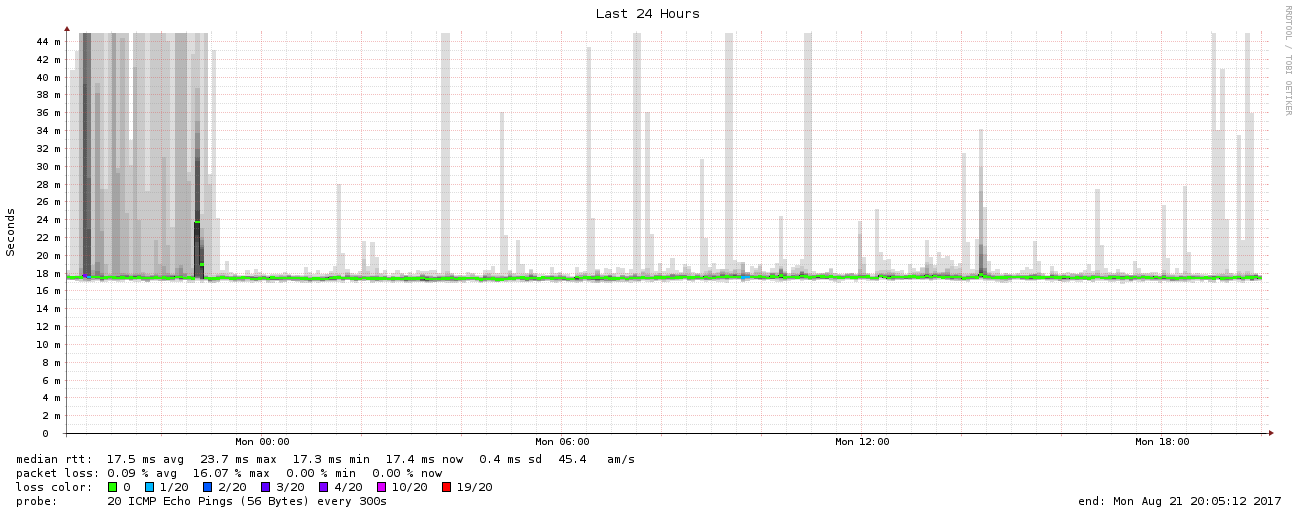 Last 24 Hours
RRDTOOL / TOBI OETIKER
Seconds
44 m
42 m
40 m
38 m
36 m
34 m
32 m
30 m
28 m
26 m
24 m
22 m
20 m
18 m
16 m
14 m
12 m
10 m
8 m
6 m
4 m
2 m
0
Mon 00:00 Mon 06:00 Mon 12:00 Mon 18:00
median rtt: 17.5 ms avg 23.7 ms max 17.3 ms min 17.4 ms now 0.4 ms sd 45.4 am/s
packet loss: 0.09 % avg 16.07 % max 0.00 % min 0.00 % now
loss color: 0 1/20 2/20 3/20 4/20 10/20 19/20
probe: 20 ICMP Echo Pings (56 Bytes) every 300s end: Mon Aug 21 20:05:12 2017